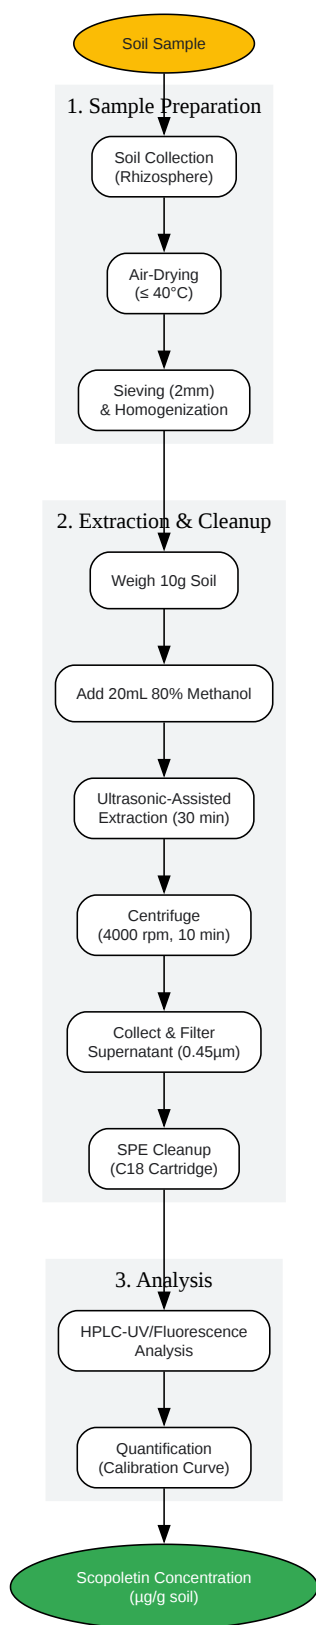 Soil Sample
1. Sample Preparation
Soil Collection
(Rhizosphere)
Air-Drying
(≤ 40°C)
Sieving (2mm)
& Homogenization
2. Extraction & Cleanup
Weigh 10g Soil
Add 20mL 80% Methanol
Ultrasonic-Assisted
Extraction (30 min)
Centrifuge
(4000 rpm, 10 min)
Collect & Filter
Supernatant (0.45µm)
SPE Cleanup
(C18 Cartridge)
3. Analysis
HPLC-UV/Fluorescence
Analysis
Quantification
(Calibration Curve)
Scopoletin Concentration
(µg/g soil)